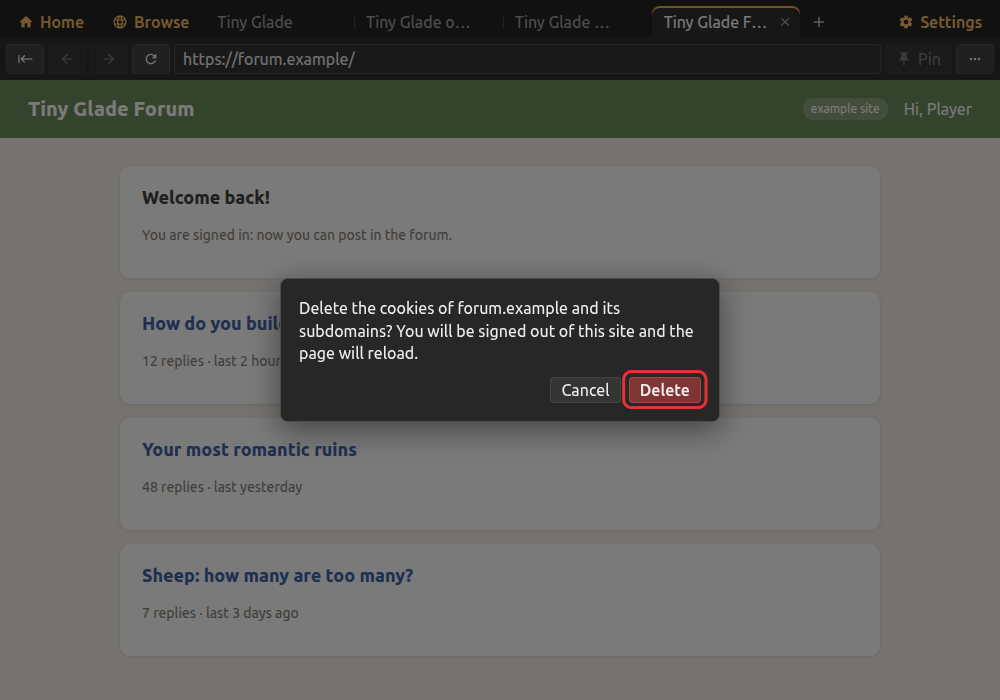 Home
Browse
Tiny Glade
Tiny Glade o...
Tiny Glade ...
Tiny Glade F...
Settings
https://forum.example/
Pin
Tiny Glade Forum
example site
Hi, Player
Welcome back!
You are signed in: now you can post in the forum.
How do you buil
12 replies · last 2 hour
Delete the cookies of forum.example and its
subdomains? You will be signed out of this site and the
page will reload.
Cancel
Delete
Your most romantic ruins
48 replies · last yesterday
Sheep: how many are too many?
7 replies · last 3 days ago